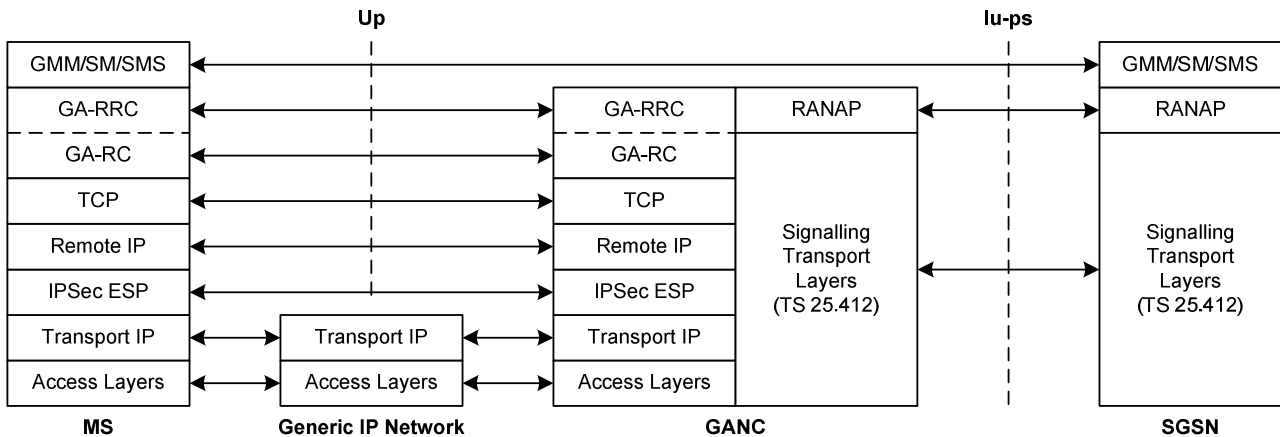 Up
Iu-ps
GMM/SM/SMS
GMM/SM/SMS
GA-RRC
GA-RRC
RANAP
RANAP
GA-RC
GA-RC
TCP
TCP
Remote IP
Remote IP
Signalling
Transport
Layers
(TS 25.412)
Signalling
Transport
Layers
(TS 25.412)
IPSec ESP
IPSec ESP
Transport IP
Transport IP
Transport IP
Access Layers
Access Layers
Access Layers
MS
Generic IP Network
GANC
SGSN